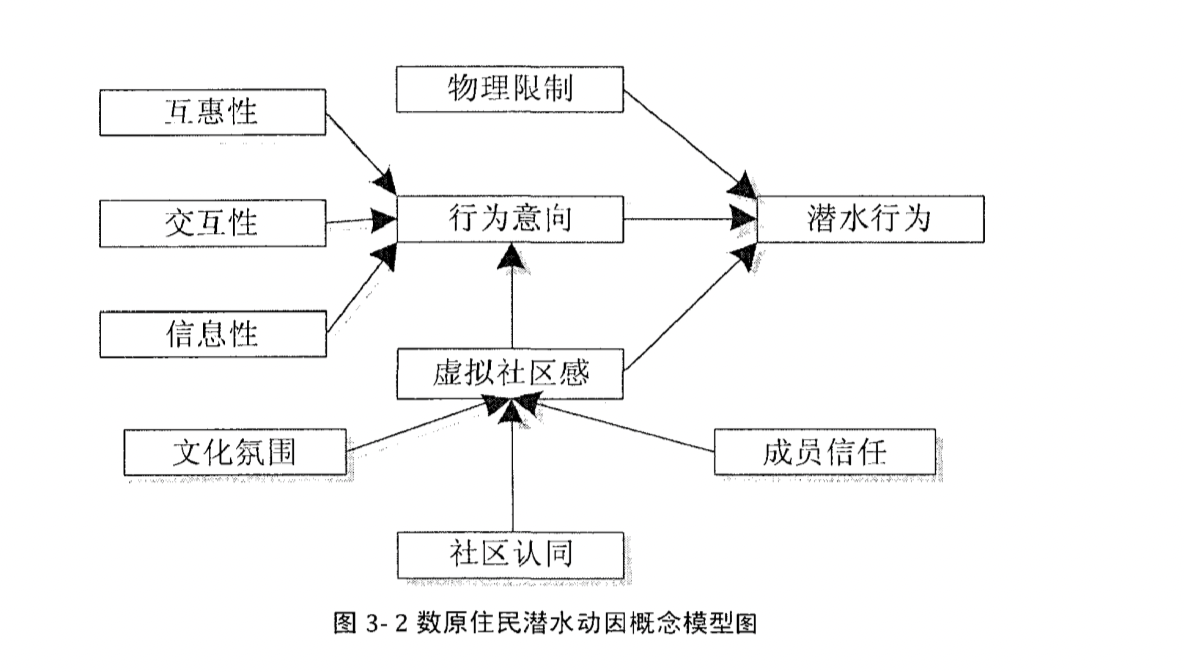 物理限制
互惠性
交互性
行为意向
潜水行为
信息性
虚拟社区感
文化氛围
成员信任
社区认同
图 3- 2 数原住民潜水动因概念模型图